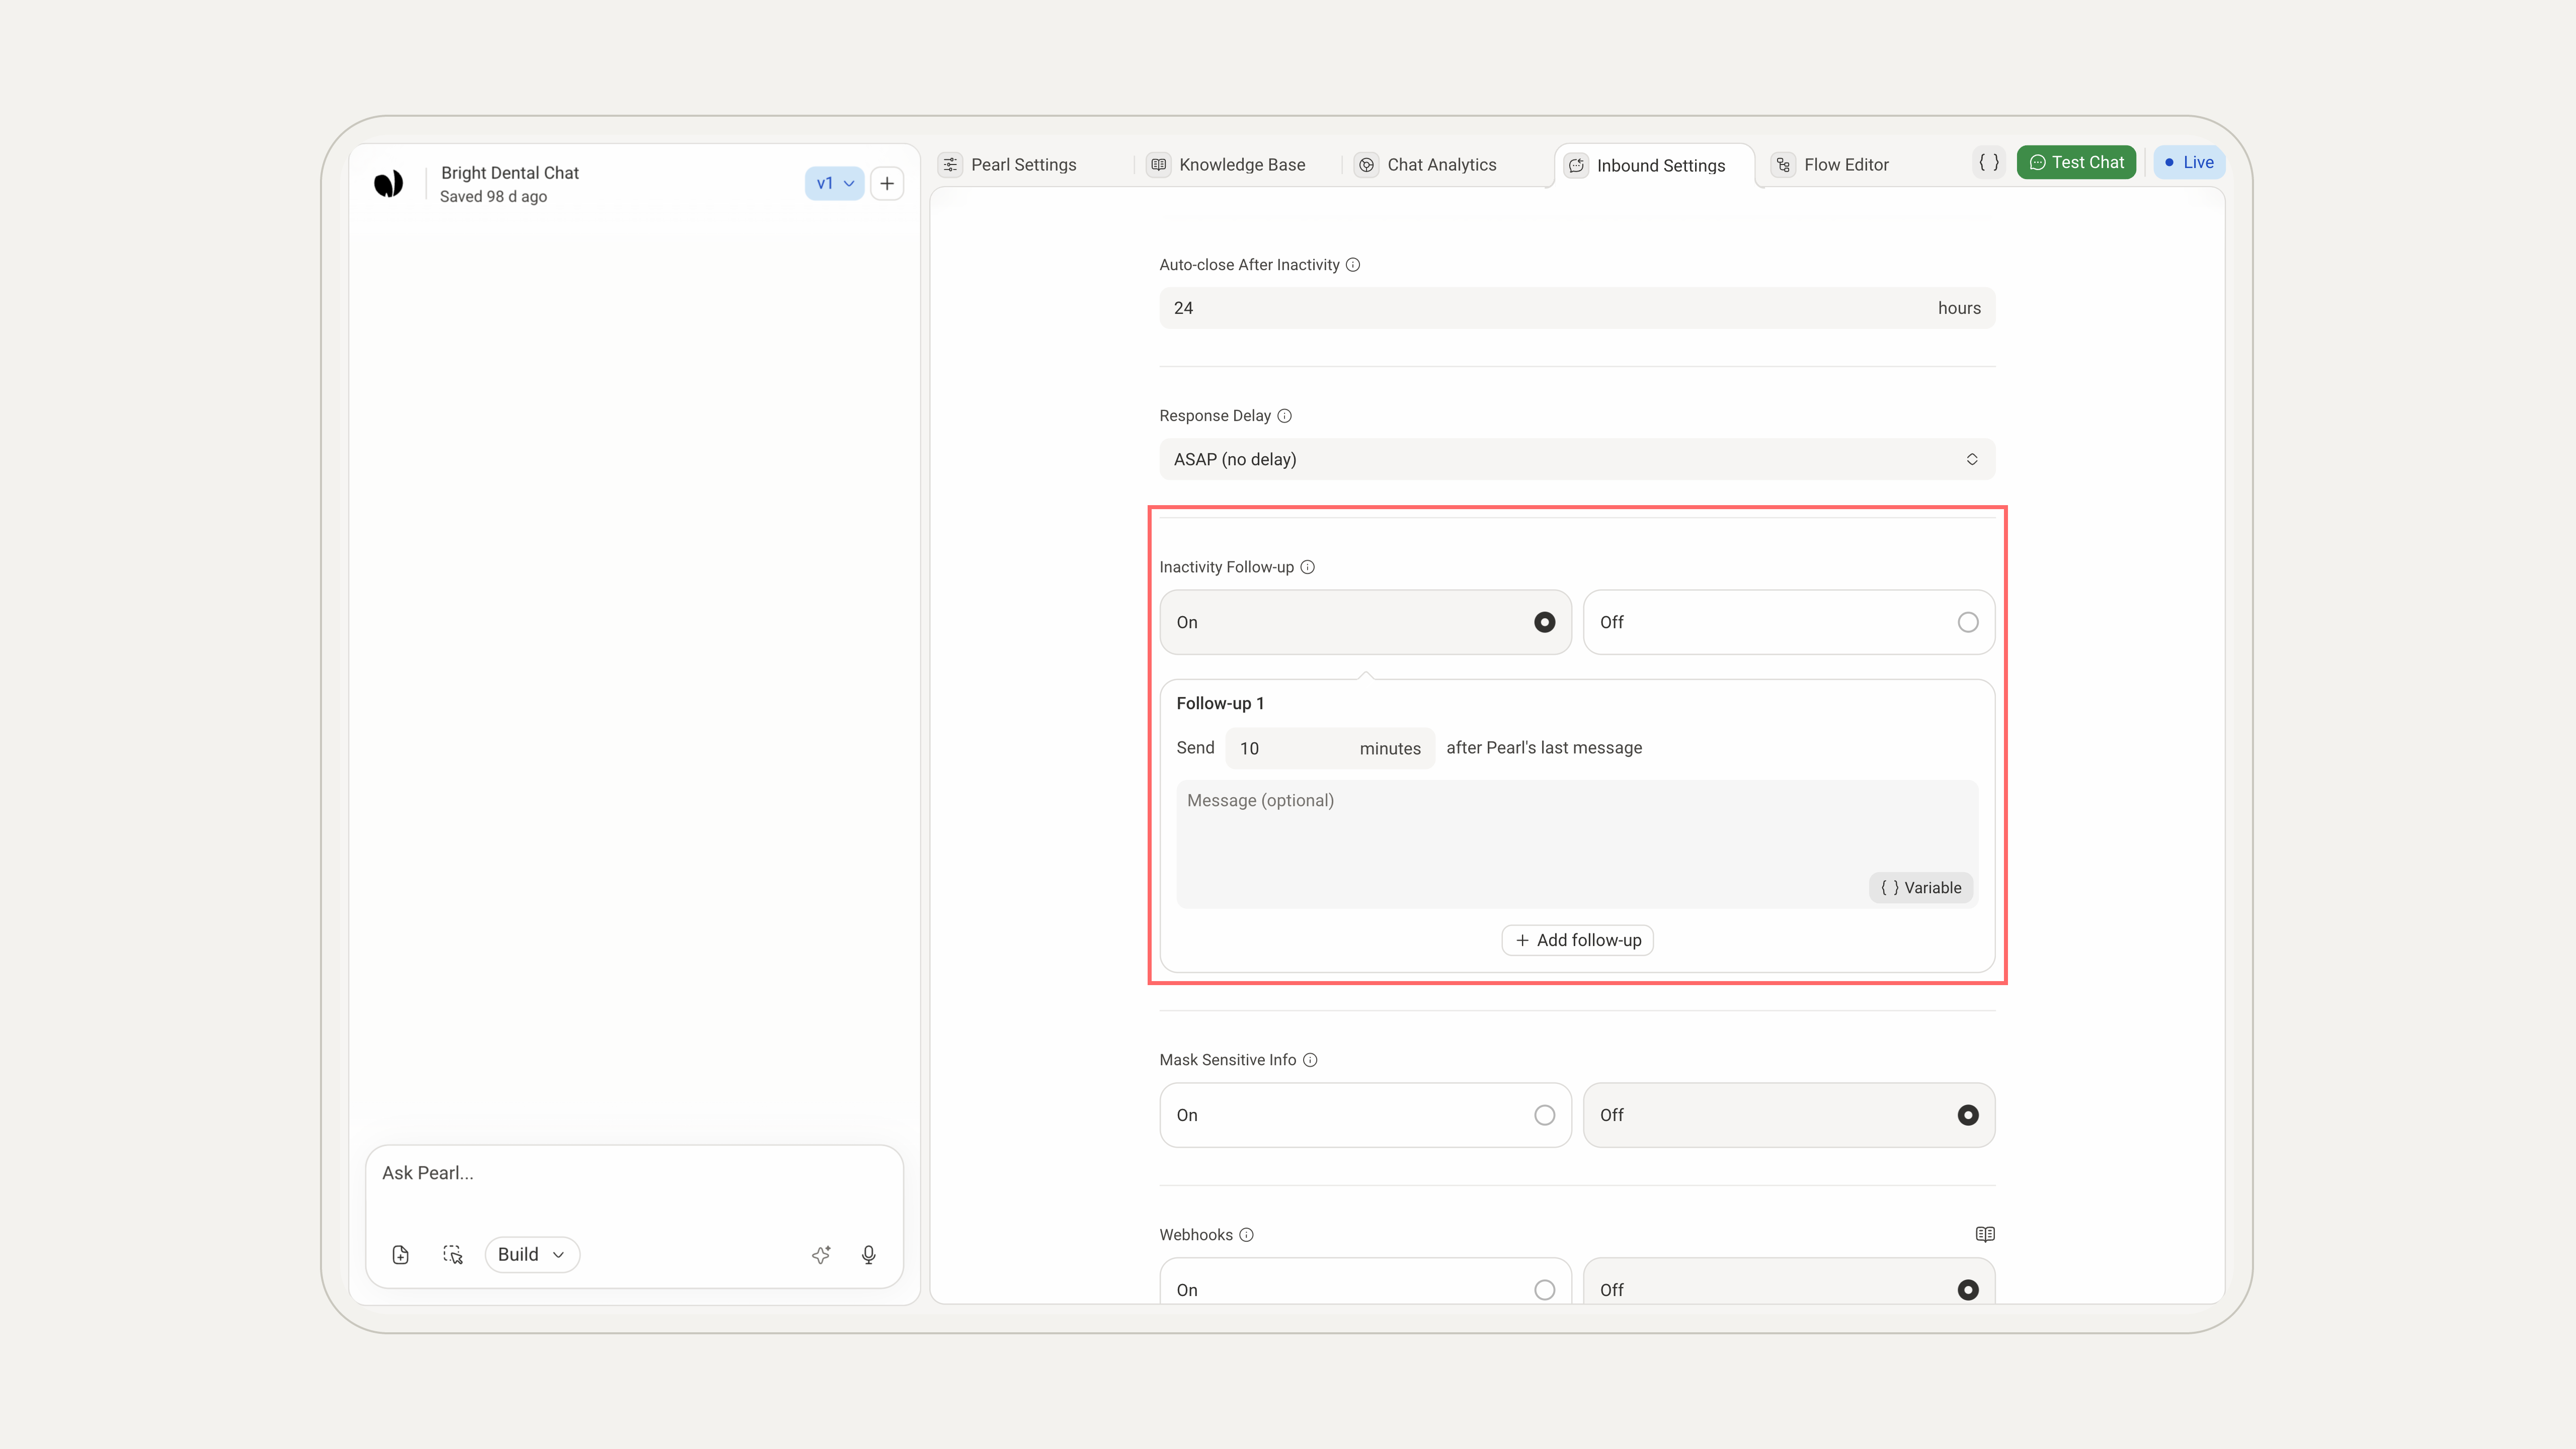 Bright Dental Chat
Saved 98 d ago
v1
Pearl Settings
Knowledge Base
Chat Analytics
Inbound Settings
Flow Editor
{ }
Test Chat
Live
Auto-close After Inactivity
24 hours
Response Delay
ASAP (no delay)
Inactivity Follow-up
On
Off
Follow-up 1
Send 10 minutes after Pearl's last message
Message (optional)
{ } Variable
+ Add follow-up
Mask Sensitive Info
On
Off
Webhooks
On
Off
Ask Pearl...
Build